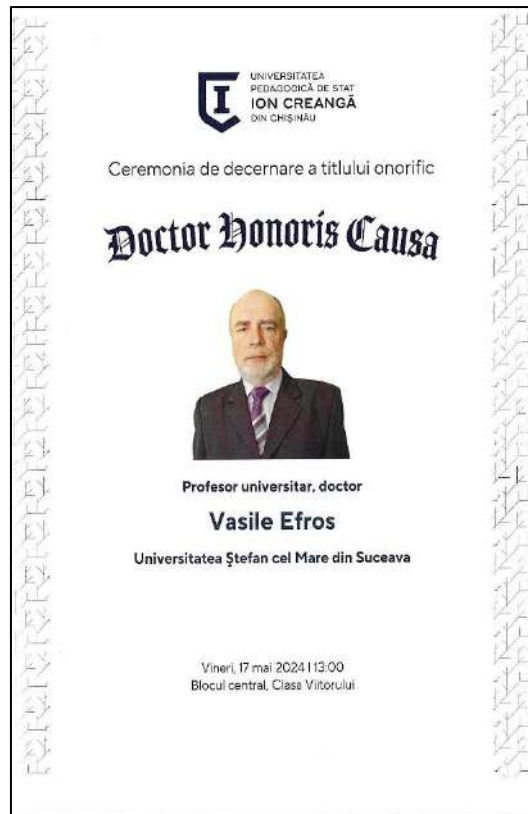 UNIVERSITATEA
PEDAGOGICĂ DE STAT
ION CREANGĂ
DIN CHIȘINĂU
Ceremonia de decernare a titlului onorific
Doctor Honoris Causa
Profesor universitar, doctor
Vasile Efros
Universitatea Ștefan cel Mare din Suceava
Vineri, 17 mai 2024 | 13:00
Blocul central, Clasa Viitorului